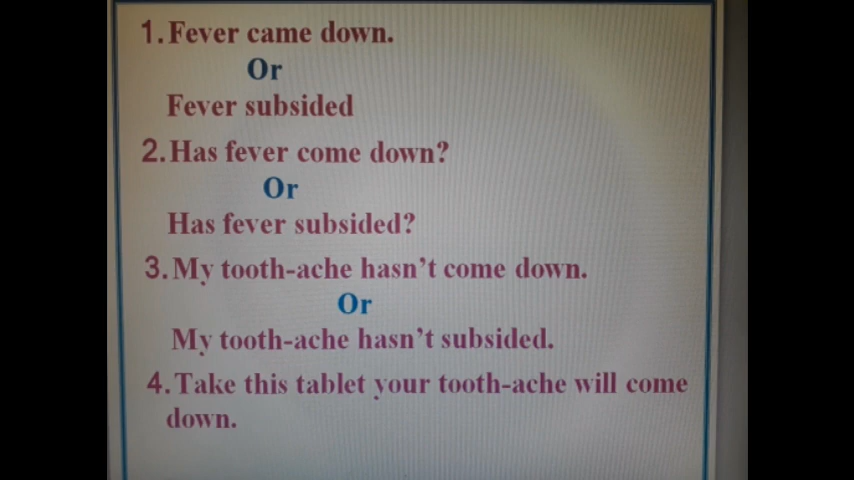 1. Fever came down.
Or
Fever subsided
2. Has fever come down?
Or
Has fever subsided?
3. My tooth-ache hasn’t come down.
Or
My tooth-ache hasn’t subsided.
4. Take this tablet your tooth-ache will come
down.